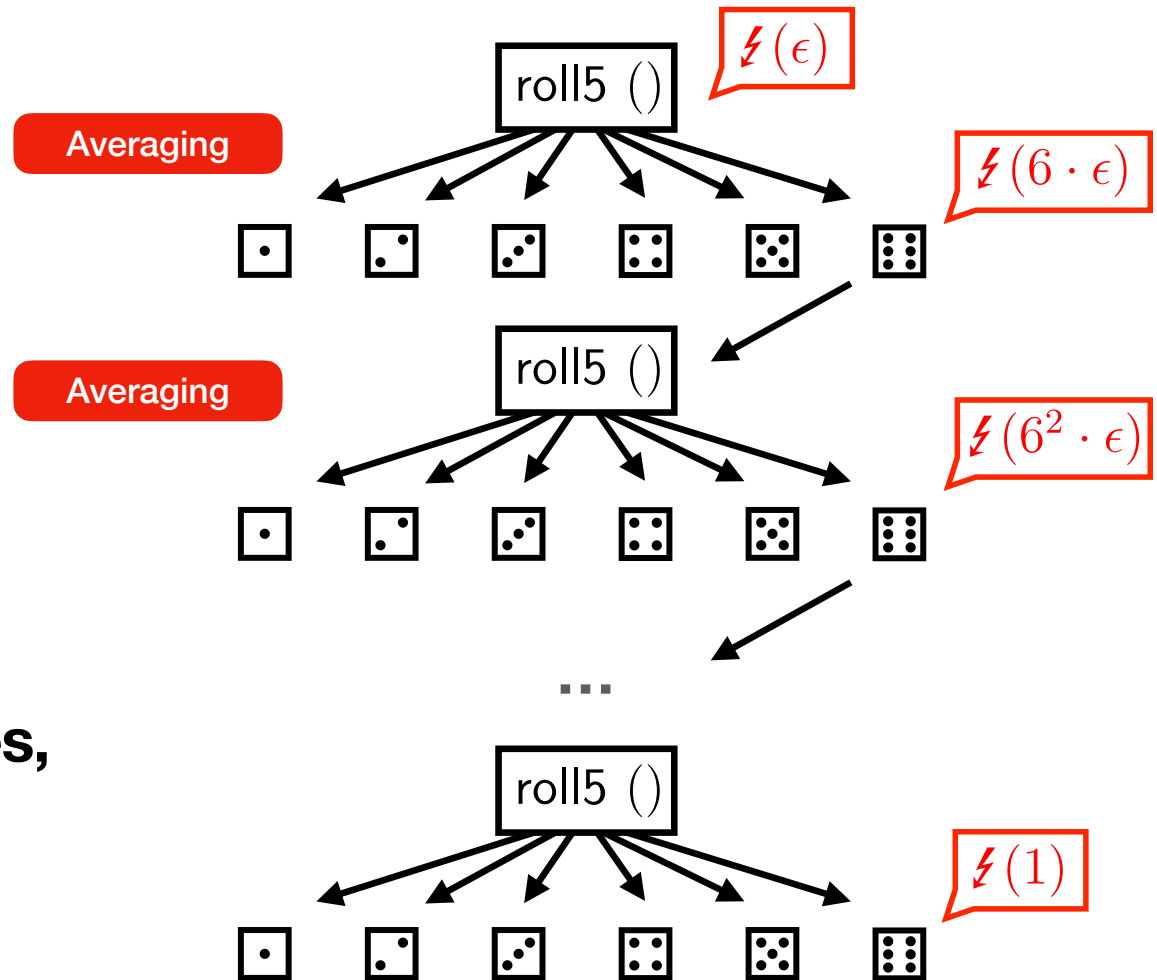 roll5 ()
↯(ϵ)
Averaging
↯(6 · ϵ)
roll5 ()
Averaging
↯(6² · ϵ)
...
s,
roll5 ()
↯(1)